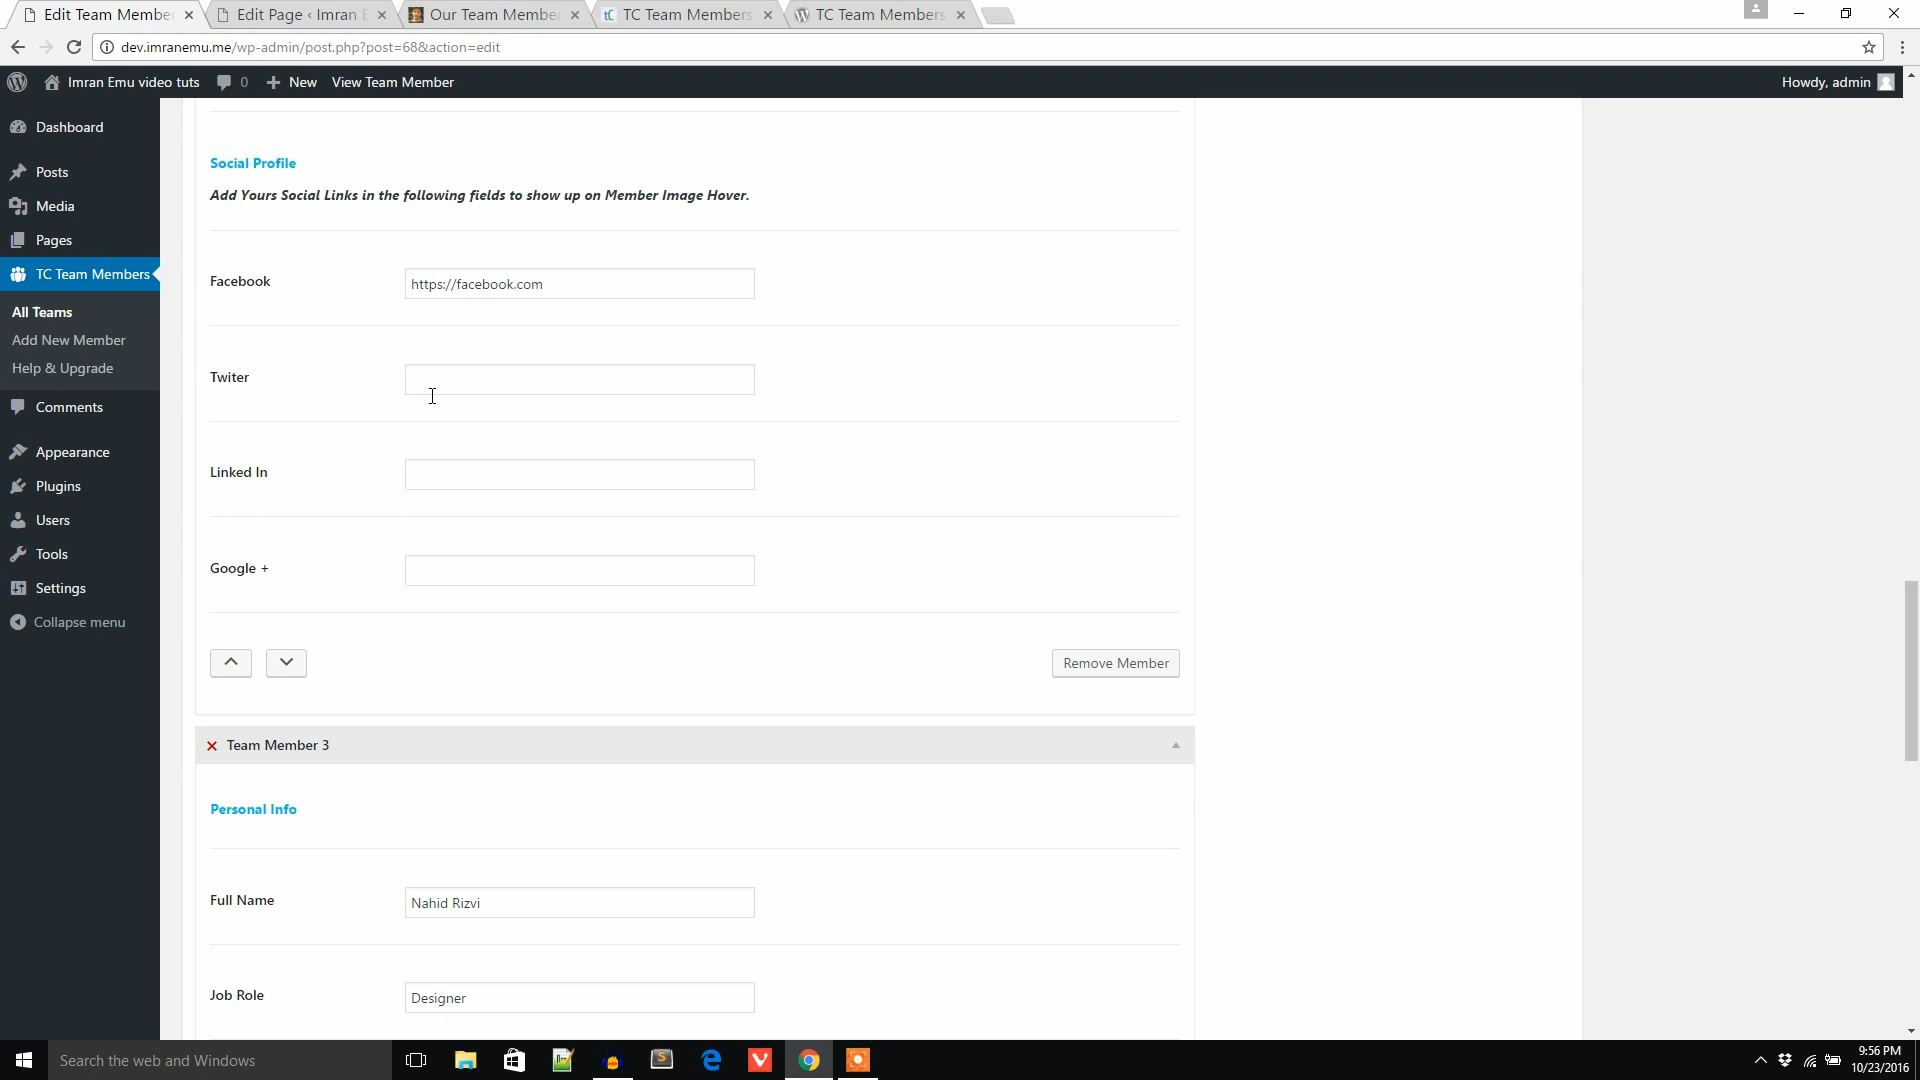 Edit Team Membe
Edit Page ‹ Imran E
Our Team Membe
tC TC Team Members
TC Team Members
dev.imranemu.me/wp-admin/post.php?post=68&action=edit
Imran Emu video tuts
0
New
View Team Member
Howdy, admin
Dashboard
Posts
Media
Pages
TC Team Members
All Teams
Add New Member
Help & Upgrade
Comments
Appearance
Plugins
Users
Tools
Settings
Collapse menu
Social Profile
Add Yours Social Links in the following fields to show up on Member Image Hover.
Facebook
https://facebook.com
Twiter
Linked In
Google +
Remove Member
Team Member 3
Personal Info
Full Name
Nahid Rizvi
Job Role
Designer
Search the web and Windows
9:56 PM
10/23/2016